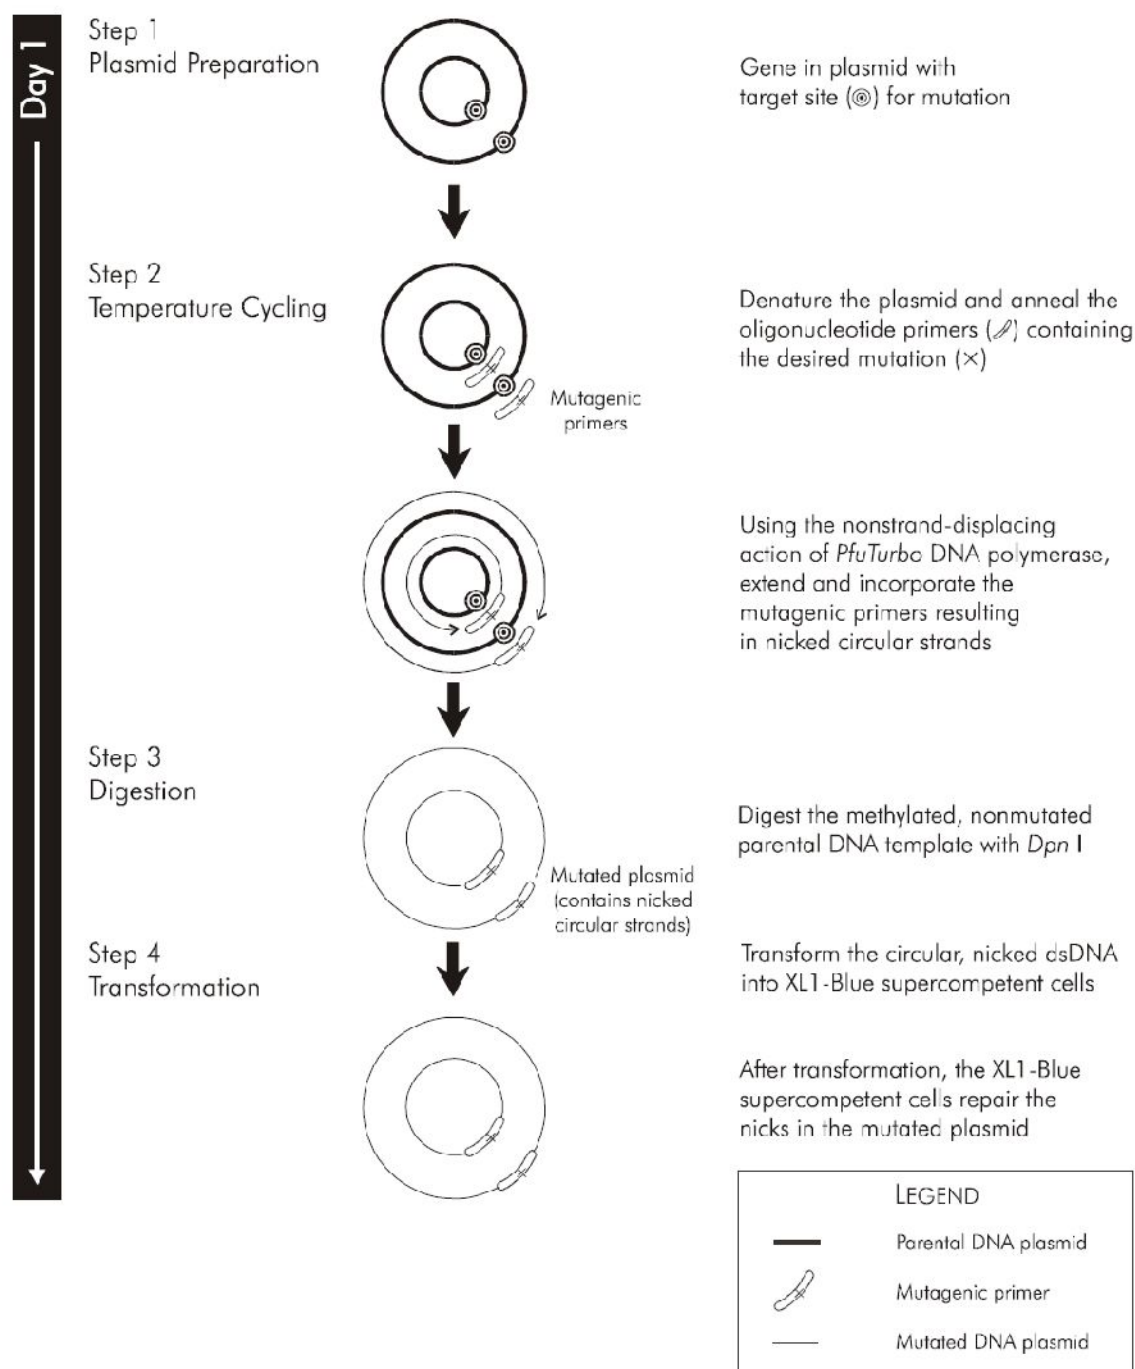 Day 1
Step 1
Plasmid Preparation
Gene in plasmid with
target site (◎) for mutation
Step 2
Temperature Cycling
Denature the plasmid and anneal the
oligonucleotide primers () containing
the desired mutation (×)
Mutagenic
primers
Using the nonstrand-displacing
action of PfuTurbo DNA polymerase,
extend and incorporate the
mutagenic primers resulting
in nicked circular strands
Step 3
Digestion
Digest the methylated, nonmutated
parental DNA template with Dpn I
Mutated plasmid
(contains nicked
circular strands)
Step 4
Transformation
Transform the circular, nicked dsDNA
into XL1-Blue supercompetent cells
After transformation, the XL1-Blue
supercompetent cells repair the
nicks in the mutated plasmid
LEGEND
Parental DNA plasmid
Mutagenic primer
Mutated DNA plasmid